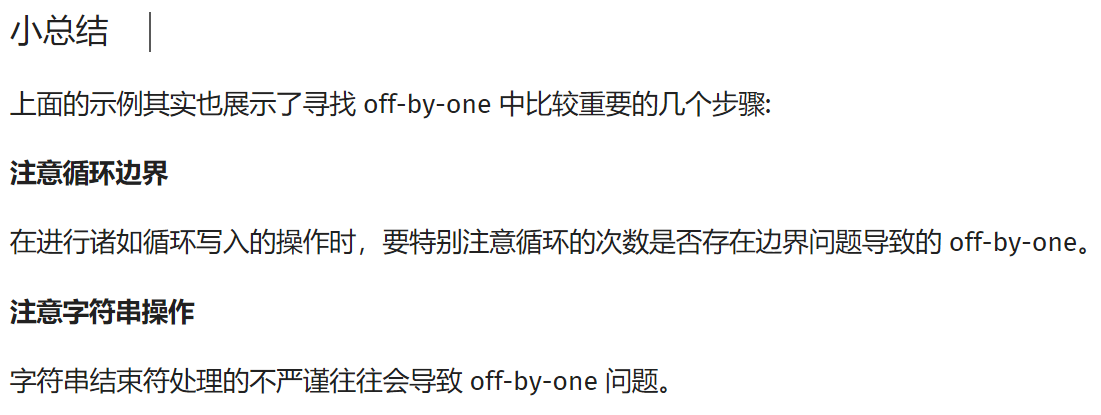 小总结
上面的示例其实也展示了寻找 off-by-one 中比较重要的几个步骤:
注意循环边界
在进行诸如循环写入的操作时，要特别注意循环的次数是否存在边界问题导致的 off-by-one。
注意字符串操作
字符串结束符处理的不严谨往往会导致 off-by-one 问题。